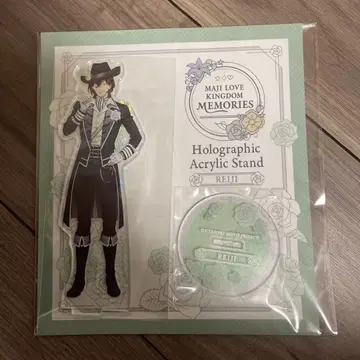 MAJI LOVE
KINGDOM
MEMORIES
Holographic
Acrylic Stand
REIJI
REIJI